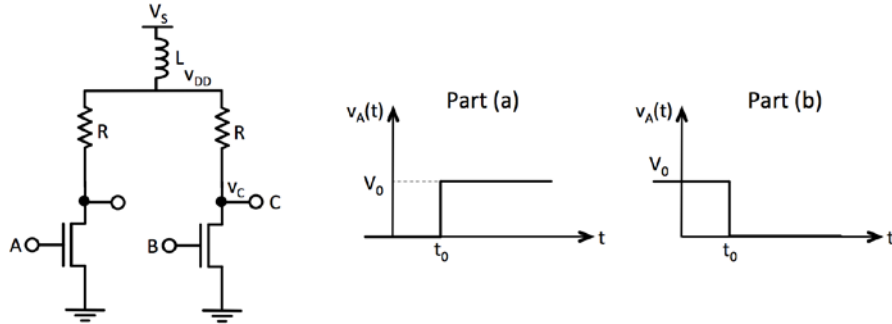 V_S
L
v_DD
R
R
v_C
C
A
B
Part (a)
v_A(t)
V_0
t_0
t
Part (b)
v_A(t)
V_0
t_0
t